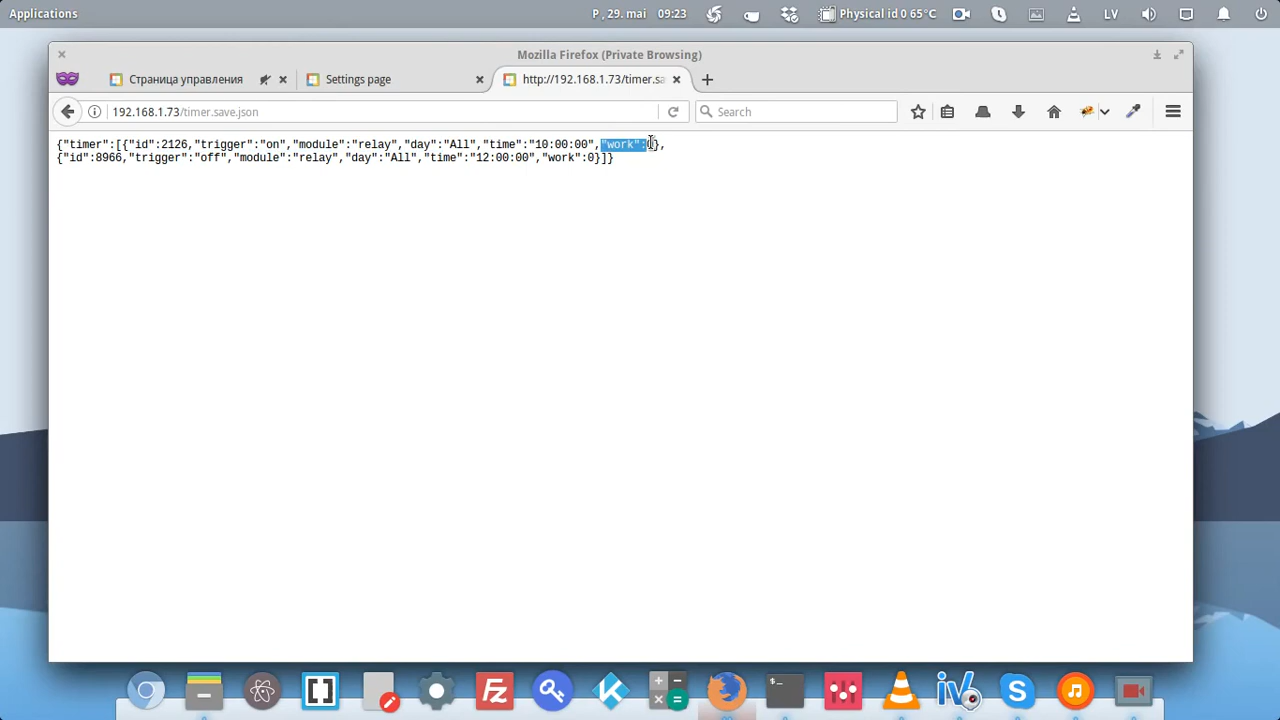 Applications
P , 29. mai 09:23
Physical id 0 65°C
LV
Mozilla Firefox (Private Browsing)
Страница управления
Settings page
http://192.168.1.73/timer.sa
192.168.1.73/timer.save.json
Search
{"timer":[{"id":2126,"trigger":"on","module":"relay","day":"All","time":"10:00:00","work": },
{"id":8966,"trigger":"off","module":"relay","day":"All","time":"12:00:00","work":0}]}